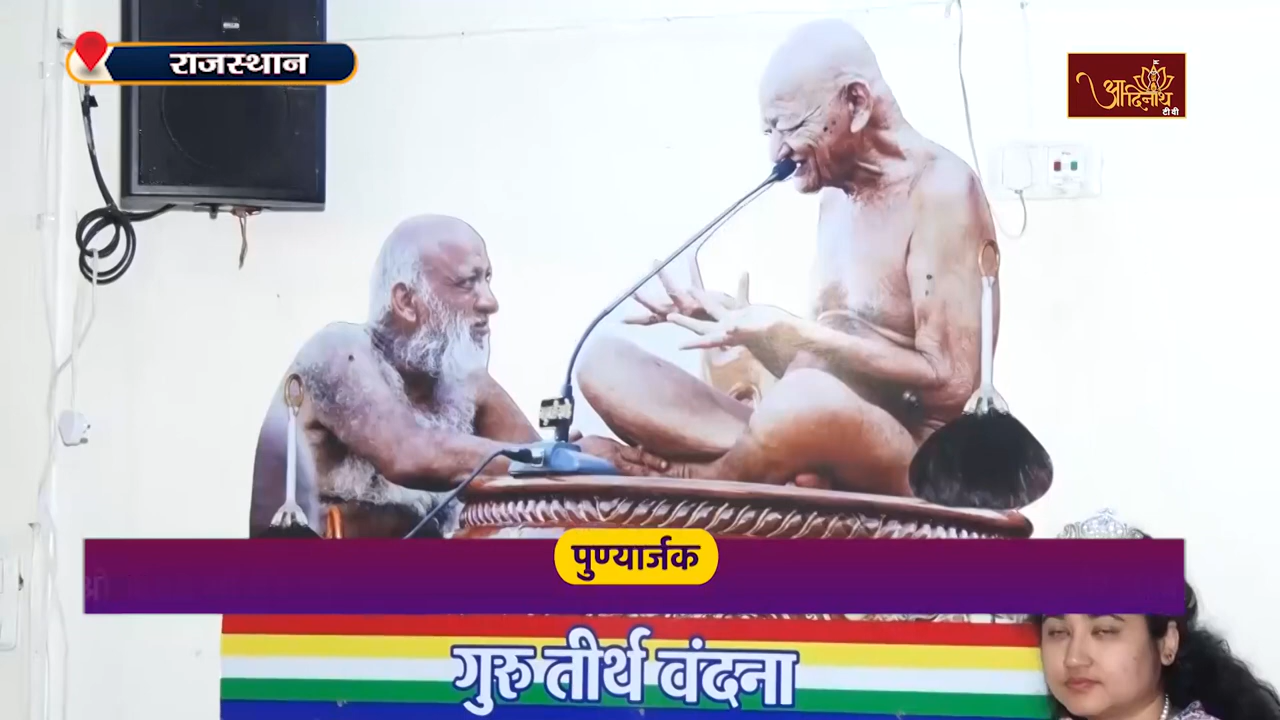 राजस्थान
आदिनाथ
टीवी
पुण्यार्जक
गुरु तीर्थ वंदना